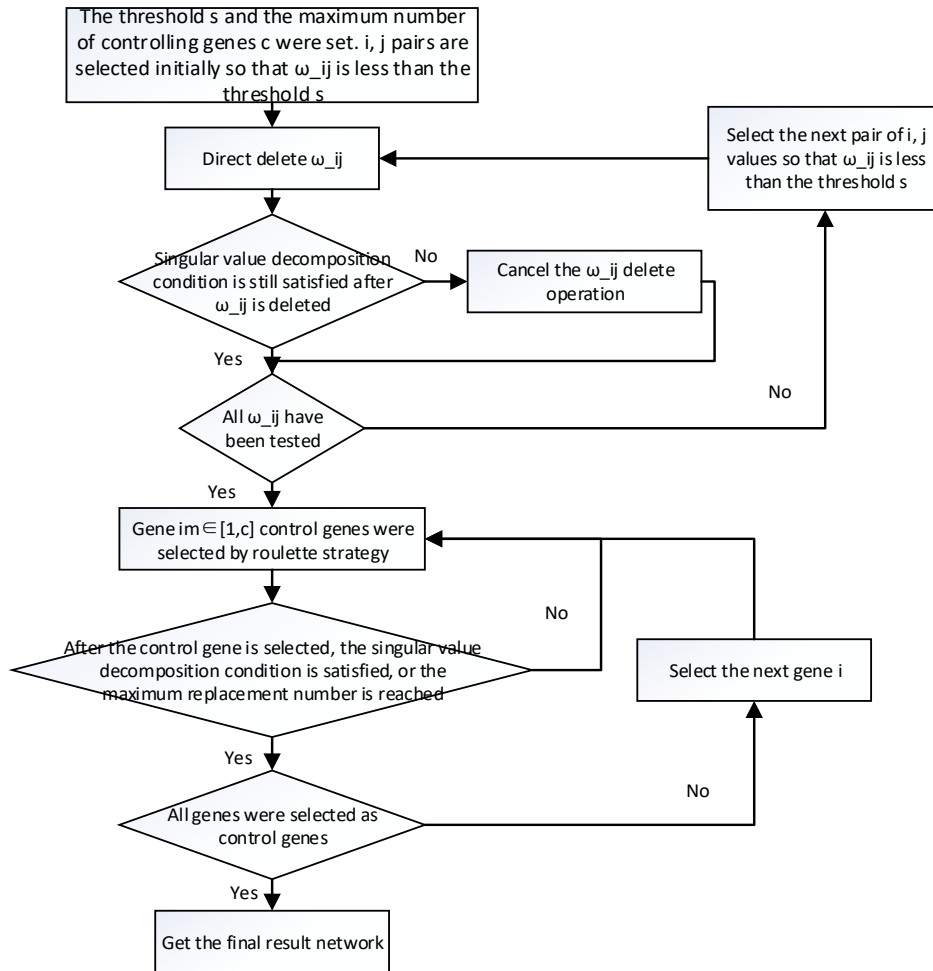 The threshold s and the maximum number
of controlling genes c were set. i, j pairs are
selected initially so that ω_ij is less than the
threshold s
Direct delete ω_ij
Select the next pair of i, j
values so that ω_ij is less
than the threshold s
Singular value decomposition
condition is still satisfied after
ω_ij is deleted
No
Cancel the ω_ij delete
operation
Yes
No
All ω_ij have
been tested
Yes
Gene im∈[1,c] control genes were
selected by roulette strategy
No
After the control gene is selected, the singular value
decomposition condition is satisfied, or the
maximum replacement number is reached
Select the next gene i
Yes
No
All genes were selected as
control genes
Yes
Get the final result network